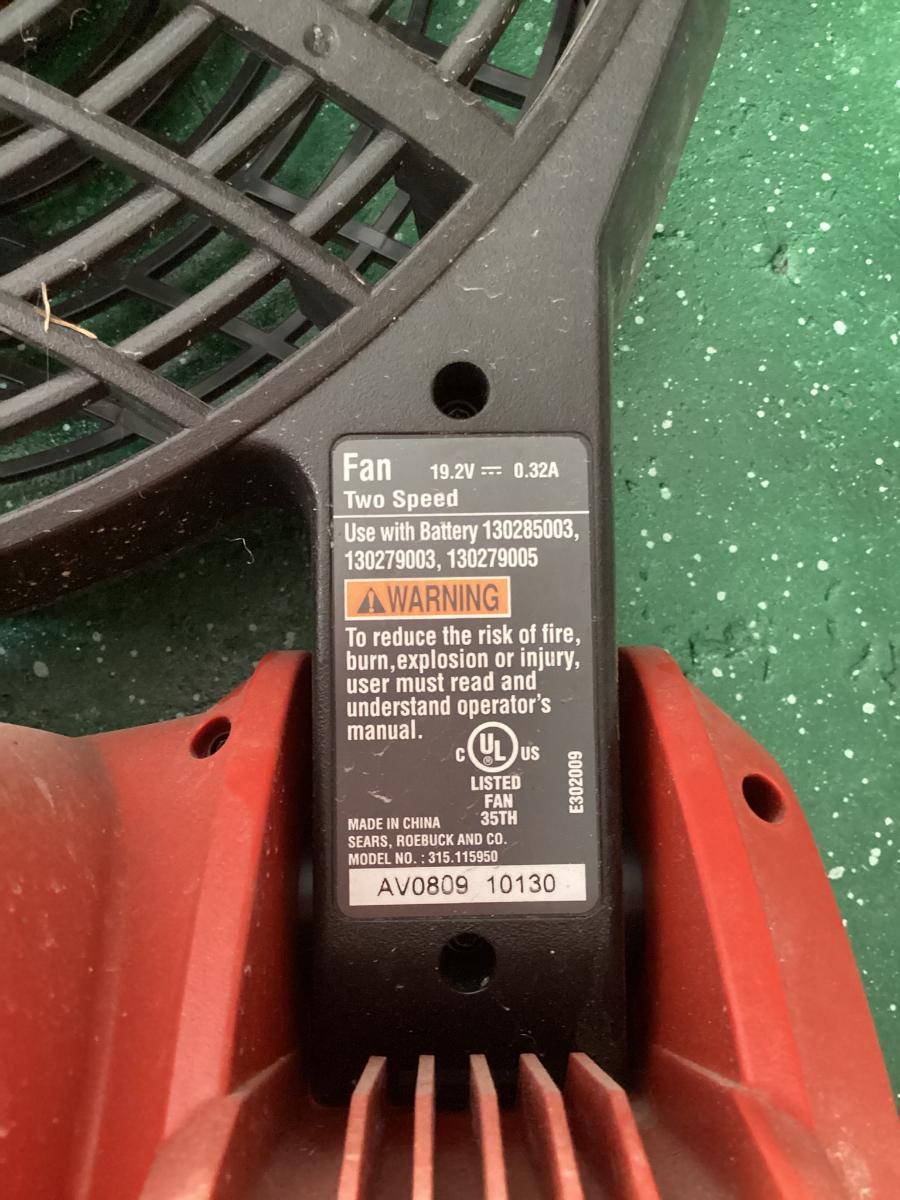 Fan 19.2V ⎓ 0.32A
Two Speed
Use with Battery 130285003,
130279003, 130279005
⚠WARNING
To reduce the risk of fire,
burn,explosion or injury,
user must read and
understand operator's
manual.
C UL® US
LISTED
FAN
35TH
E302009
MADE IN CHINA
SEARS, ROEBUCK AND CO.
MODEL NO. : 315.115950
AV0809 10130